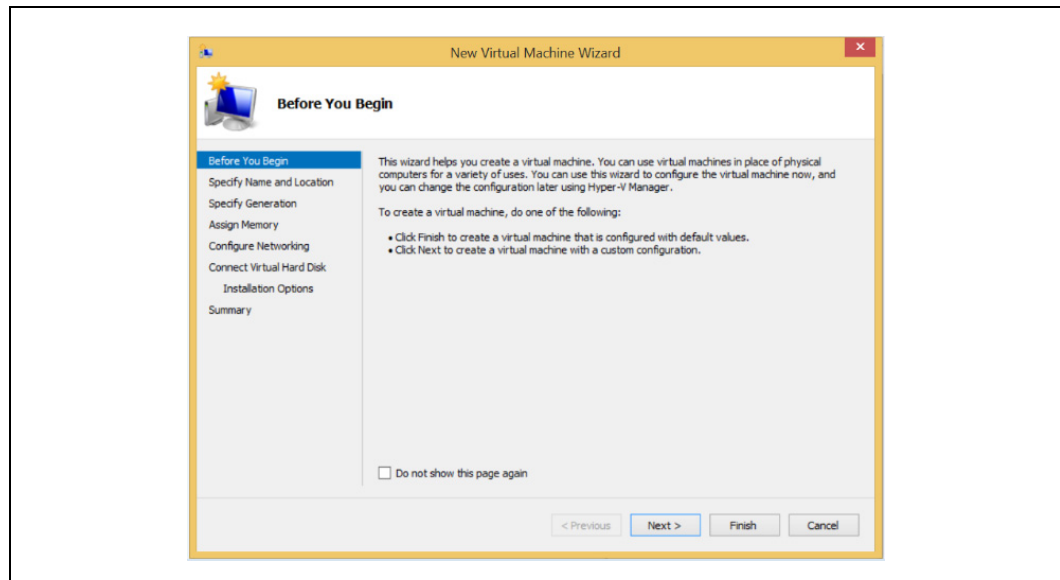 New Virtual Machine Wizard
Before You Begin
Before You Begin
Specify Name and Location
Specify Generation
Assign Memory
Configure Networking
Connect Virtual Hard Disk
Installation Options
Summary
This wizard helps you create a virtual machine. You can use virtual machines in place of physical
computers for a variety of uses. You can use this wizard to configure the virtual machine now, and
you can change the configuration later using Hyper-V Manager.
To create a virtual machine, do one of the following:
• Click Finish to create a virtual machine that is configured with default values.
• Click Next to create a virtual machine with a custom configuration.
Do not show this page again
< Previous
Next >
Finish
Cancel